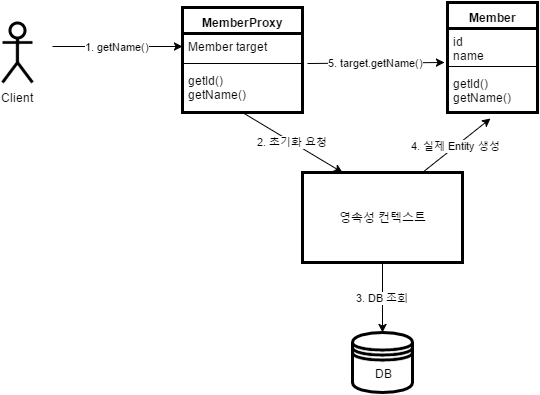 MemberProxy
Member target
getId()
getName()
Member
id
name
getId()
getName()
Client
1. getName()
5. target.getName()
2. 초기화 요청
4. 실제 Entity 생성
영속성 컨텍스트
3. DB 조회
DB